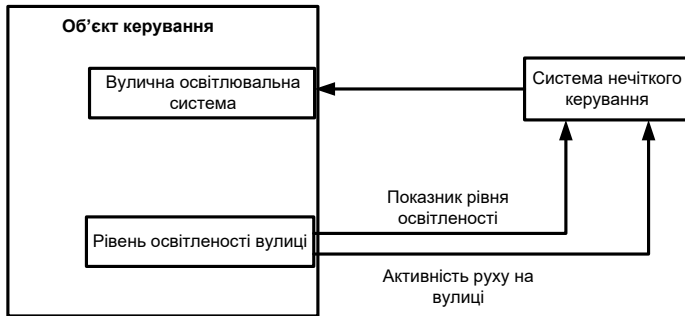 Об’єкт керування
Вулична освітлювальна
система
Система нечіткого
керування
Показник рівня
освітленості
Рівень освітленості вулиці
Активність руху на
вулиці